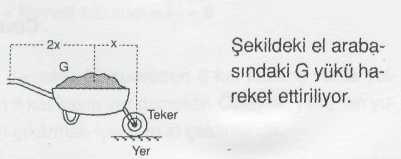 2x
x
G
Teker
Yer
Şekildeki el araba-
sındaki G yükü ha-
reket ettiriliyor.